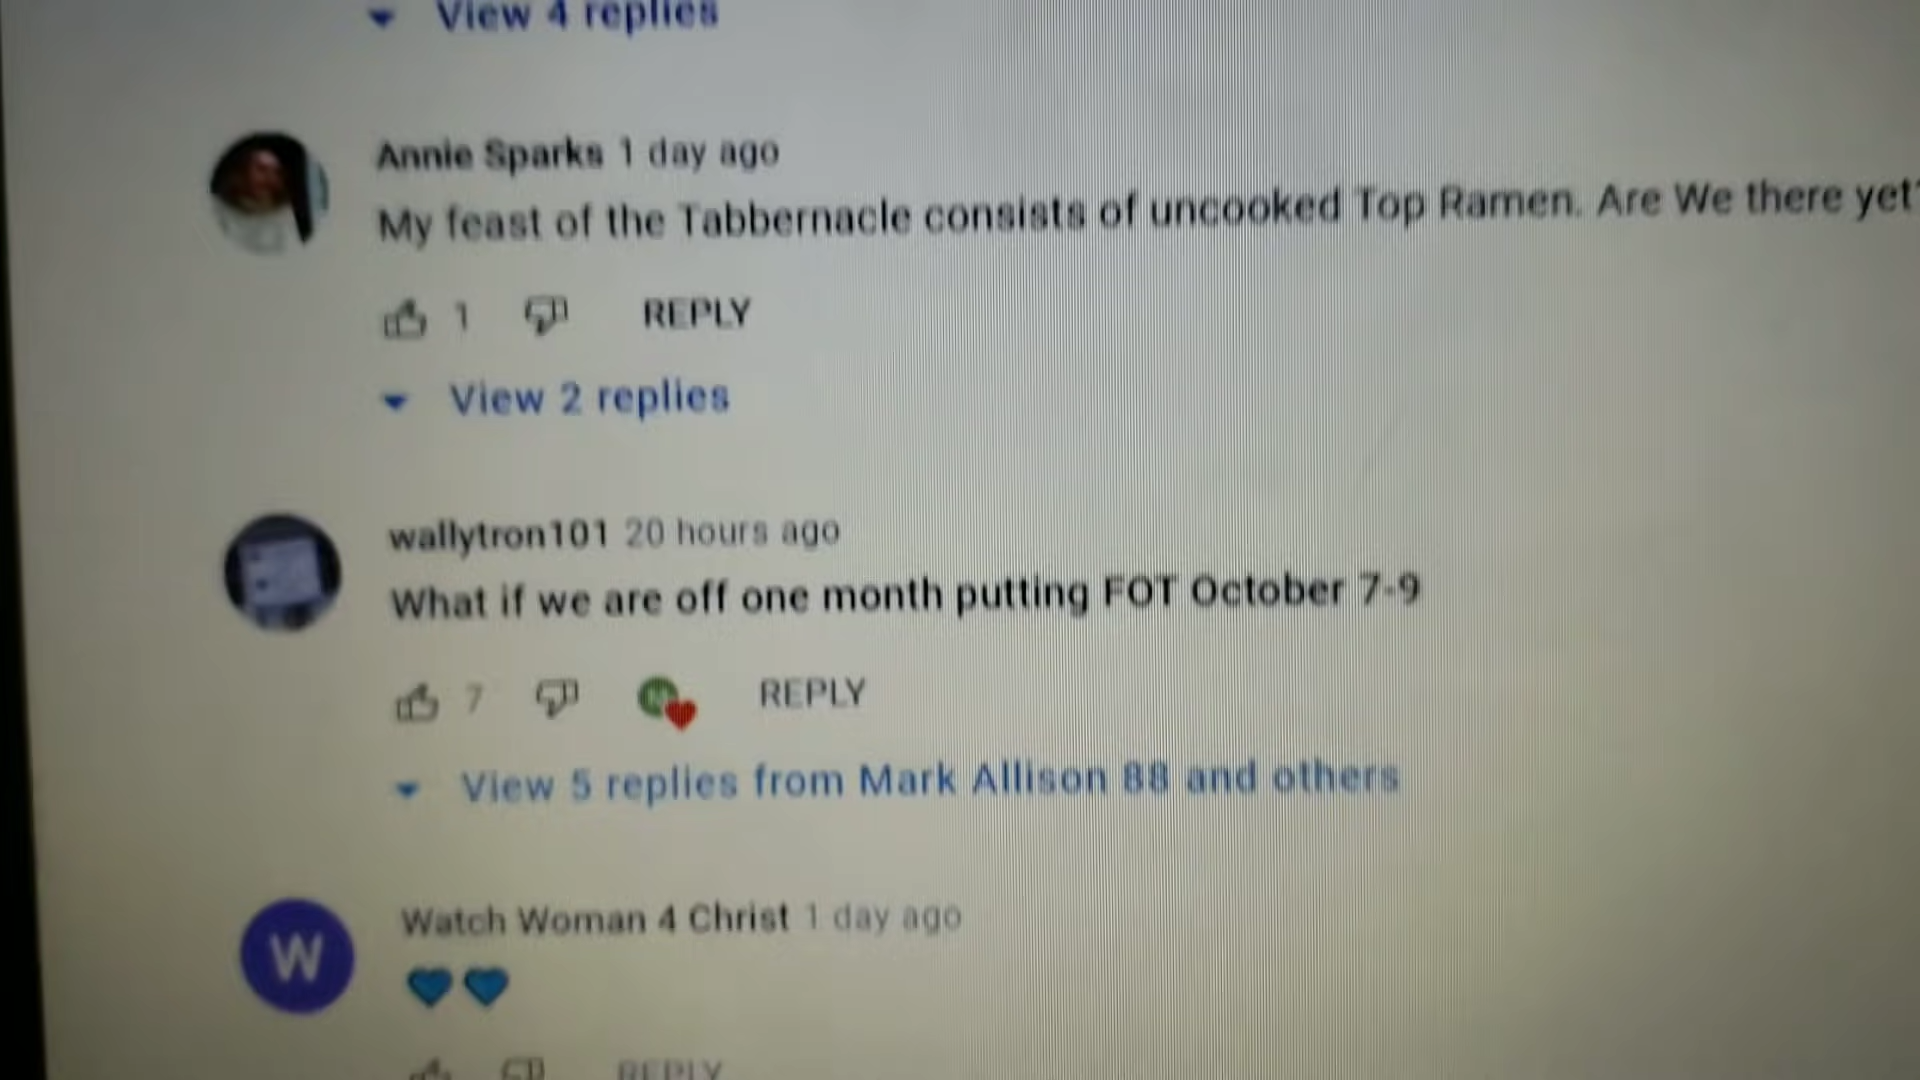 View 4 replies
Annie Sparks 1 day ago
My feast of the Tabbernacle consists of uncooked Top Ramen. Are We there yet?
1 REPLY
View 2 replies
wallytron101 20 hours ago
What if we are off one month putting FOT October 7-9
7 REPLY
View 5 replies from Mark Allison 88 and others
W
Watch Woman 4 Christ 1 day ago
REPLY